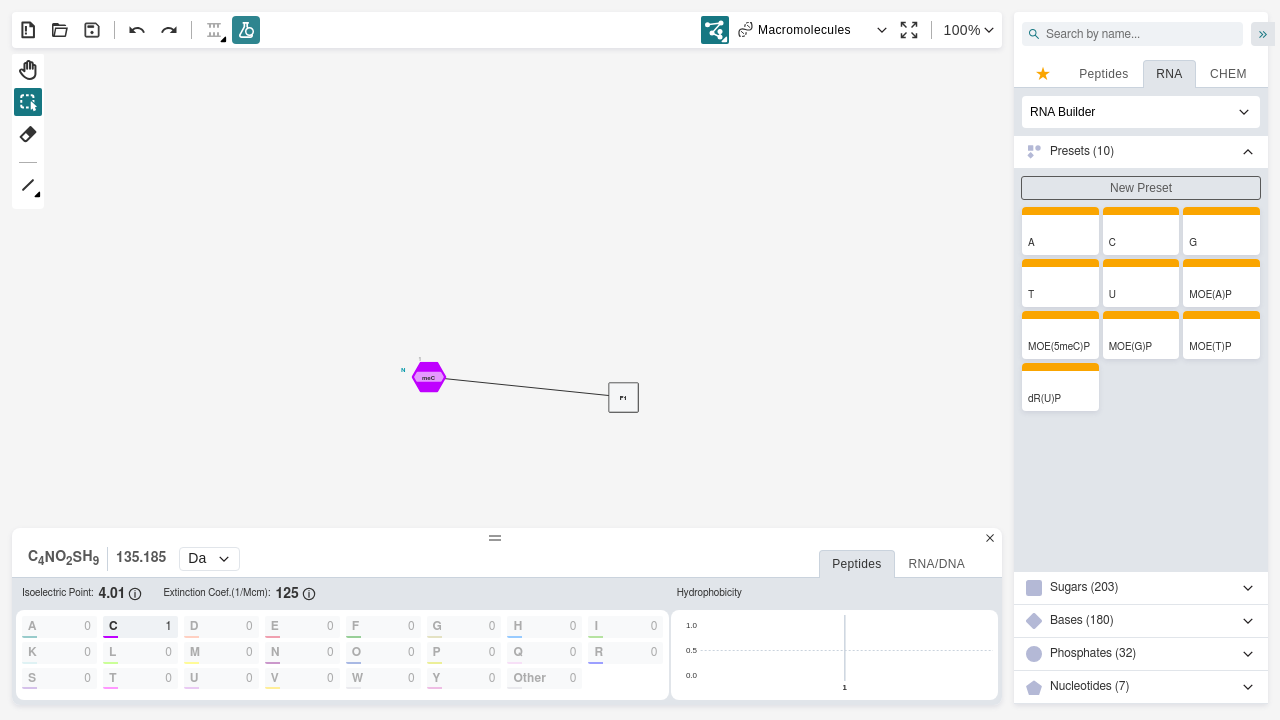 Macromolecules
100%
Search by name...
Peptides
RNA
CHEM
RNA Builder
Presets (10)
New Preset
A
C
G
T
U
MOE(A)P
MOE(5meC)P
MOE(G)P
MOE(T)P
dR(U)P
Sugars (203)
Bases (180)
Phosphates (32)
Nucleotides (7)
1
N
meC
F1
C4NO2SH9
135.185
Da
Peptides
RNA/DNA
Isoelectric Point: 4.01
Extinction Coef.(1/Mcm): 125
Hydrophobicity
A 0
C 1
D 0
E 0
F 0
G 0
H 0
I 0
K 0
L 0
M 0
N 0
O 0
P 0
Q 0
R 0
S 0
T 0
U 0
V 0
W 0
Y 0
Other 0
1.0
0.5
0.0
1